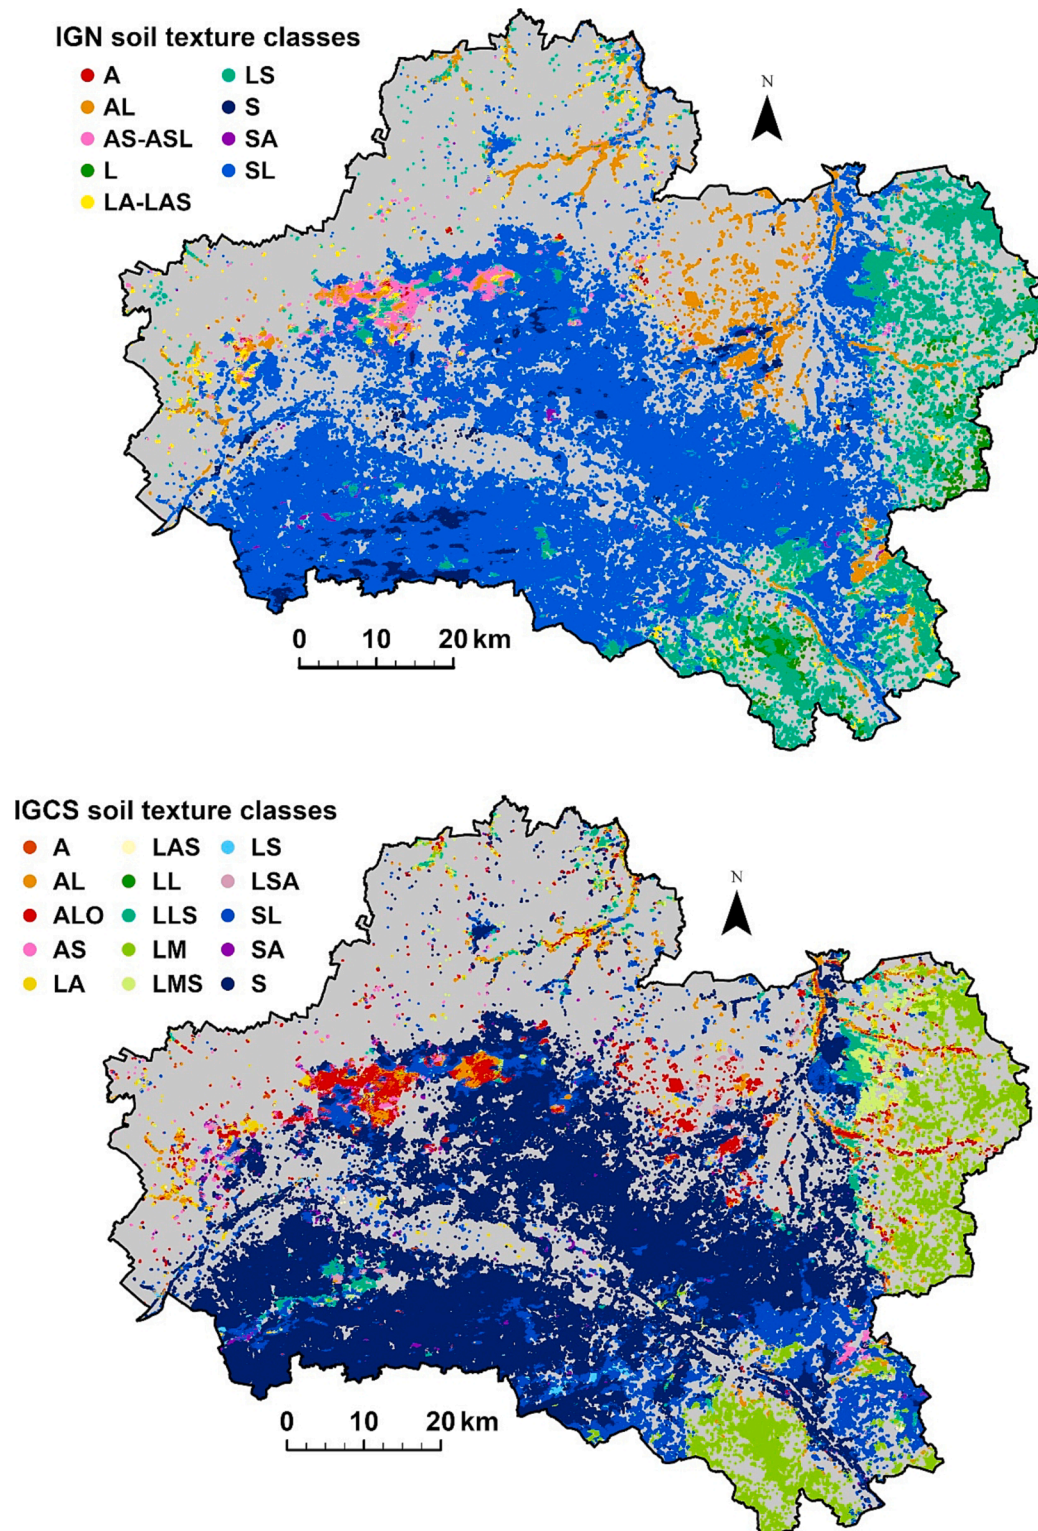 IGN soil texture classes
A LS
AL S
AS-ASL SA
L SL
LA-LAS
N
0 10 20 km
IGCS soil texture classes
A LAS LS
AL LL LSA
ALO LLS SL
AS LM SA
LA LMS S
N
0 10 20 km